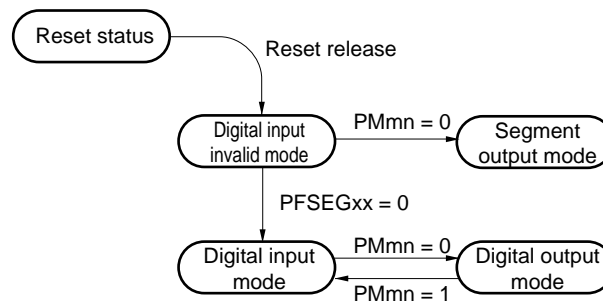 Reset status
Reset release
Digital input
invalid mode
PMmn = 0
Segment
output mode
PFSEGxx = 0
Digital input
mode
PMmn = 0
PMmn = 1
Digital output
mode